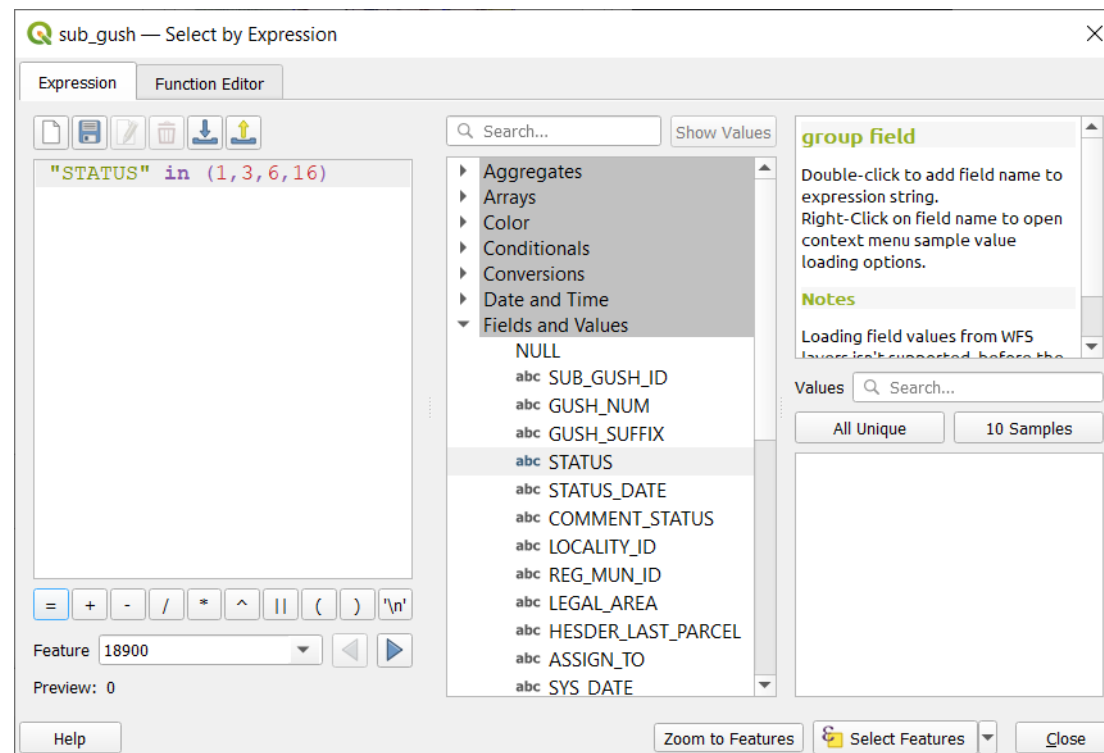 sub_gush — Select by Expression
Expression
Function Editor
"STATUS" in (1,3,6,16)
= + - / * ^ || ( ) '\n'
Feature 18900
Preview: 0
Search...
Show Values
Aggregates
Arrays
Color
Conditionals
Conversions
Date and Time
Fields and Values
NULL
abc SUB_GUSH_ID
abc GUSH_NUM
abc GUSH_SUFFIX
abc STATUS
abc STATUS_DATE
abc COMMENT_STATUS
abc LOCALITY_ID
abc REG_MUN_ID
abc LEGAL_AREA
abc HESDER_LAST_PARCEL
abc ASSIGN_TO
abc SYS_DATE
group field
Double-click to add field name to
expression string.
Right-Click on field name to open
context menu sample value
loading options.
Notes
Loading field values from WFS
layers isn't supported, before the
Values Search...
All Unique
10 Samples
Help
Zoom to Features
Select Features
Close